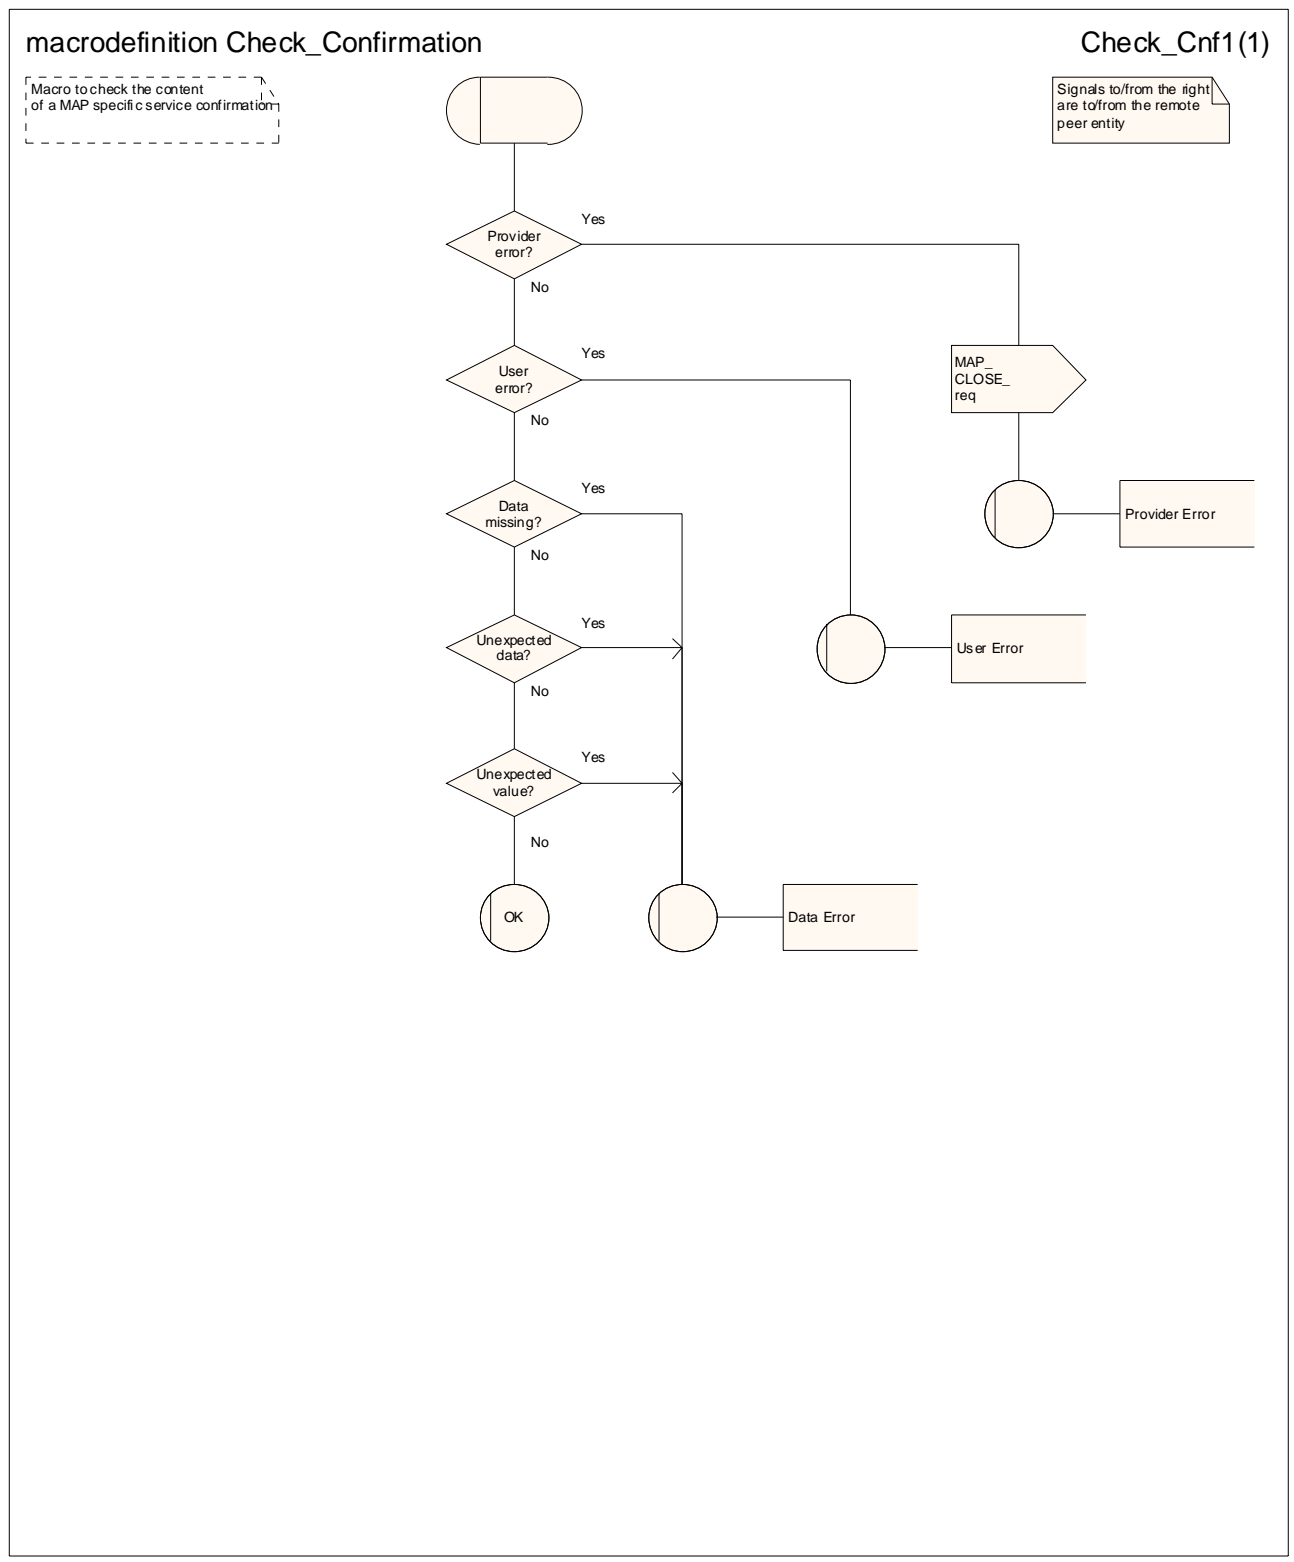 macrodefinition Check_Confirmation
Check_Cnf1(1)
Macro to check the content
of a MAP specific service confirmation
Signals to/from the right
are to/from the remote
peer entity
Yes
Provider
error?
No
Yes
User
error?
No
MAP_
CLOSE_
req
Yes
Data
missing?
No
Provider Error
Yes
Unexpected
data?
No
User Error
Yes
Unexpected
value?
No
OK
Data Error